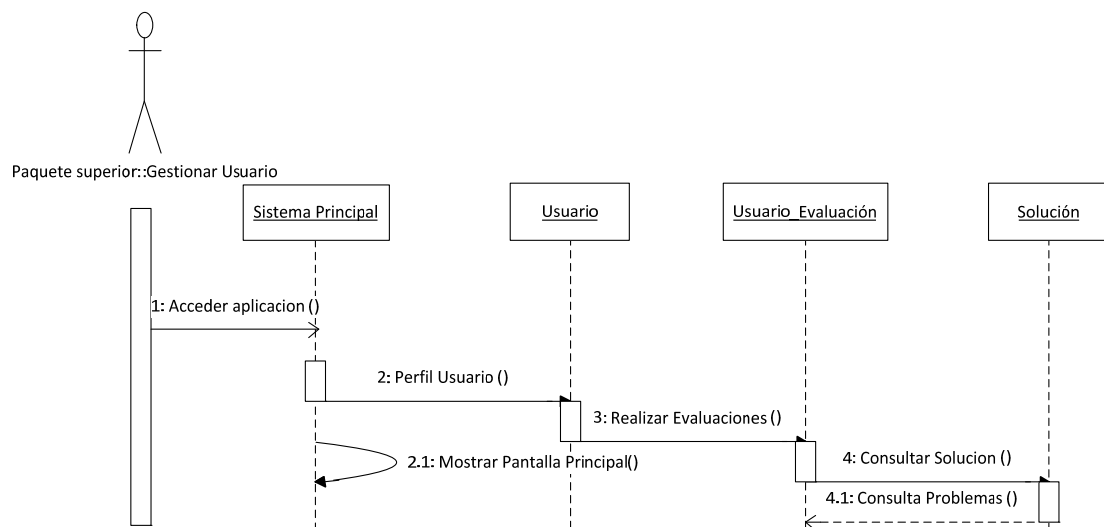 Paquete superior::Gestionar Usuario
Sistema Principal
Usuario
Usuario_Evaluación
Solución
1: Acceder aplicacion ()
2: Perfil Usuario ()
3: Realizar Evaluaciones ()
2.1: Mostrar Pantalla Principal()
4: Consultar Solucion ()
4.1: Consulta Problemas ()